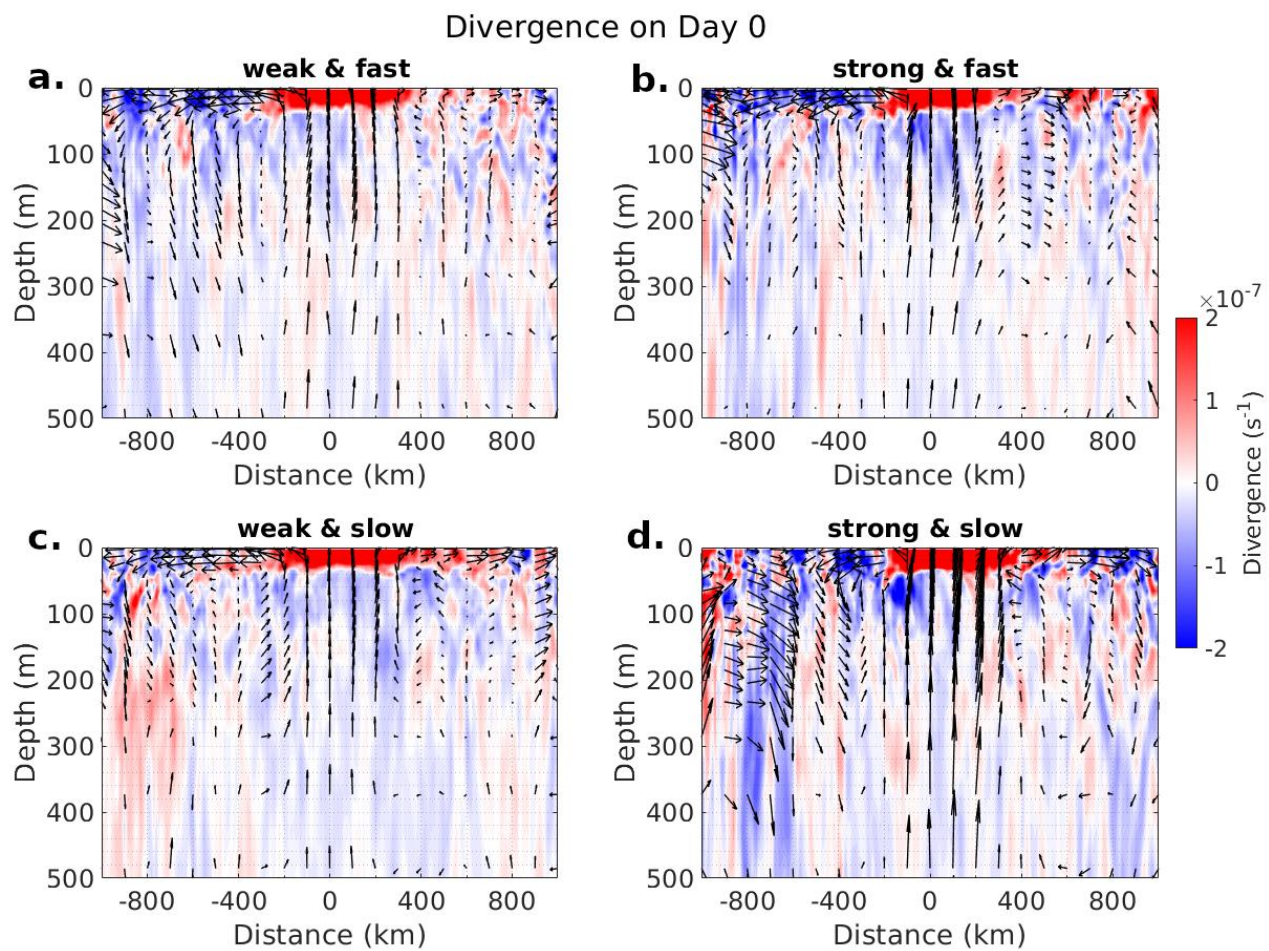 Divergence on Day 0
a. weak & fast
0
100
200
300
400
500
Depth (m)
-800 -400 0 400 800
Distance (km)
b. strong & fast
0
100
200
300
400
500
Depth (m)
-800 -400 0 400 800
Distance (km)
c. weak & slow
0
100
200
300
400
500
Depth (m)
-800 -400 0 400 800
Distance (km)
d. strong & slow
0
100
200
300
400
500
Depth (m)
-800 -400 0 400 800
Distance (km)
×10⁻⁷
2
1
0
-1
-2
Divergence (s⁻¹)